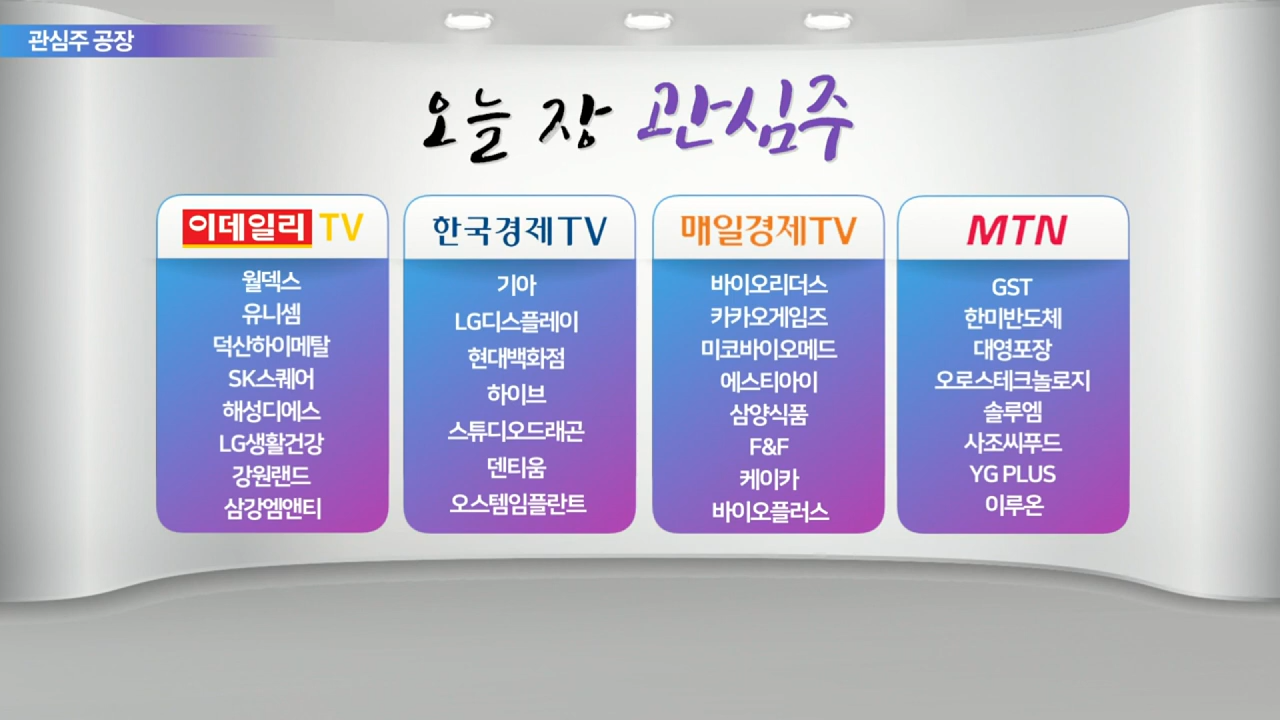 관심주 공장
오늘 장 관심주
이데일리 TV
월덱스
유니셈
덕산하이메탈
SK스퀘어
해성디에스
LG생활건강
강원랜드
삼강엠앤티
한국경제TV
기아
LG디스플레이
현대백화점
하이브
스튜디오드래곤
덴티움
오스템임플란트
매일경제TV
바이오리더스
카카오게임즈
미코바이오메드
에스티아이
삼양식품
F&F
케이카
바이오플러스
MTN
GST
한미반도체
대영포장
오로스테크놀로지
솔루엠
사조씨푸드
YG PLUS
이루온